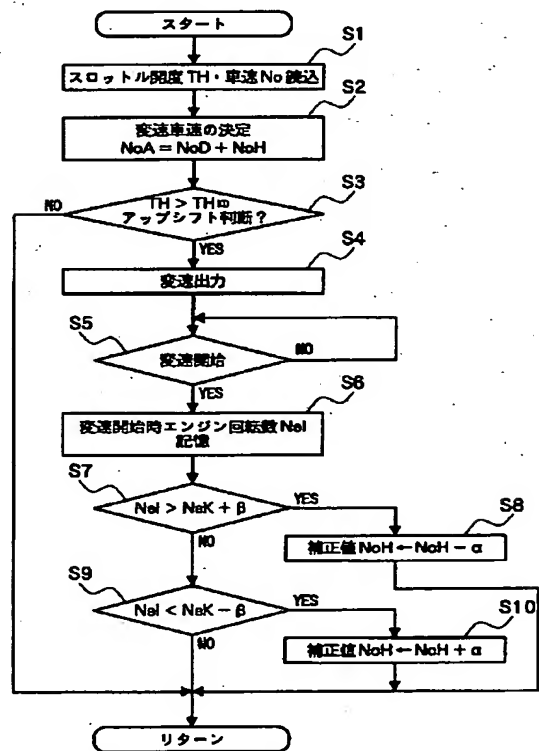 スタート
S1
スロットル開度 TH・車速 No 読込
S2
変速車速の決定
NoA = NoD + NoH
S3
TH > THm
アップシフト判断?
NO
YES
S4
変速出力
S5
変速開始
NO
YES
S6
変速開始時エンジン回転数 NeI
記憶
S7
NeI > NeK + β
YES
NO
S8
補正値 NoH ← NoH − α
S9
NeI < NeK − β
YES
NO
S10
補正値 NoH ← NoH + α
リターン